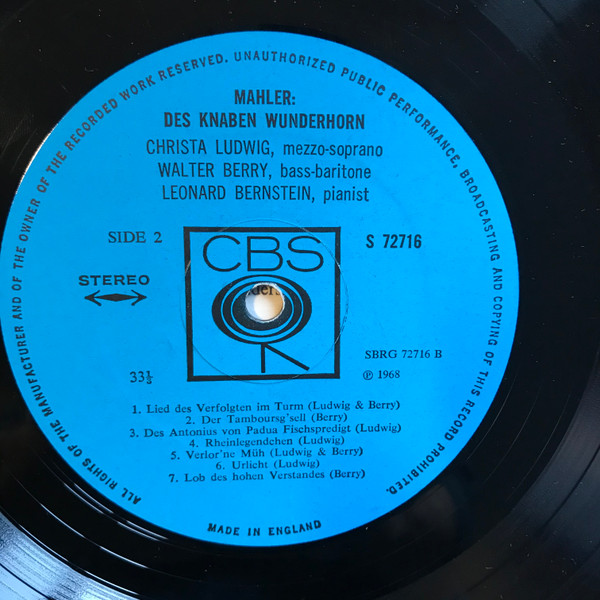 ALL RIGHTS OF THE MANUFACTURER AND OF THE OWNER OF THE RECORDED WORK RESERVED. UNAUTHORIZED PUBLIC PERFORMANCE, BROADCASTING AND COPYING OF THIS RECORD PROHIBITED.
MAHLER:
DES KNABEN WUNDERHORN
CHRISTA LUDWIG, mezzo-soprano
WALTER BERRY, bass-baritone
LEONARD BERNSTEIN, pianist
SIDE 2
CBS
S 72716
STEREO
33⅓
SBRG 72716 B
℗ 1968
1. Lied des Verfolgten im Turm (Ludwig & Berry)
2. Der Tamboursg'sell (Berry)
3. Des Antonius von Padua Fischspredigt (Ludwig)
4. Rheinlegendchen (Ludwig)
5. Verlor'ne Müh (Ludwig & Berry)
6. Urlicht (Ludwig)
7. Lob des hohen Verstandes (Berry)
MADE IN ENGLAND